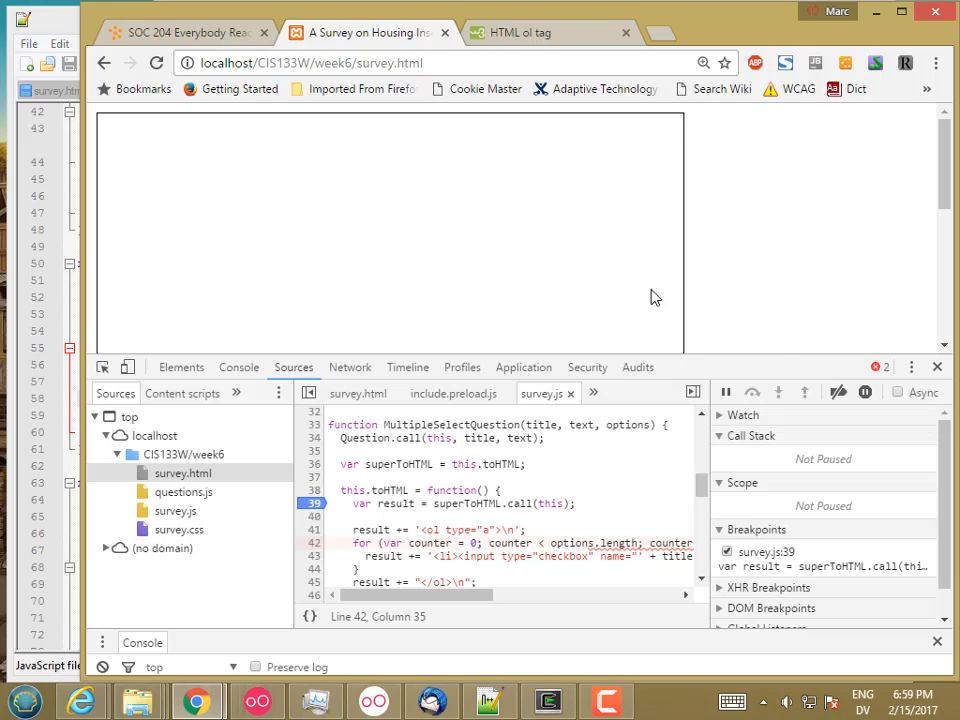 Marc
SOC 204 Everybody Rea
A Survey on Housing Ins
HTML ol tag
File Edit
localhost/CIS133W/week6/survey.html
Bookmarks Getting Started Imported From Firefo Cookie Master Adaptive Technology Search Wiki WCAG Dict »
survey.htm
42
43
44
45
46
47
48
49
50
51
52
53
54
55
56
57
58
59
60
61
62
63
64
65
66
67
68
69
70
71
72
JavaScript file
Elements Console Sources Network Timeline Profiles Application Security Audits 2
Sources Content scripts »
survey.html include.preload.js survey.js × »
Async
top
localhost
CIS133W/week6
survey.html
questions.js
survey.js
survey.css
(no domain)
32
33 function MultipleSelectQuestion(title, text, options) {
34 Question.call(this, title, text);
35
36 var superToHTML = this.toHTML;
37
38 this.toHTML = function() {
39 var result = superToHTML.call(this);
40
41 result += '<ol type="a">\n';
42 for (var counter = 0; counter < options.length; counter
43 result += '<li><input type="checkbox" name="' + title
44 }
45 result += "</ol>\n";
46
{} Line 42, Column 35
Watch
Call Stack
Not Paused
Scope
Not Paused
Breakpoints
survey.js:39
var result = superToHTML.call(thi...
XHR Breakpoints
DOM Breakpoints
Global Listeners
Console
top
Preserve log
ENG
DV
6:59 PM
2/15/2017